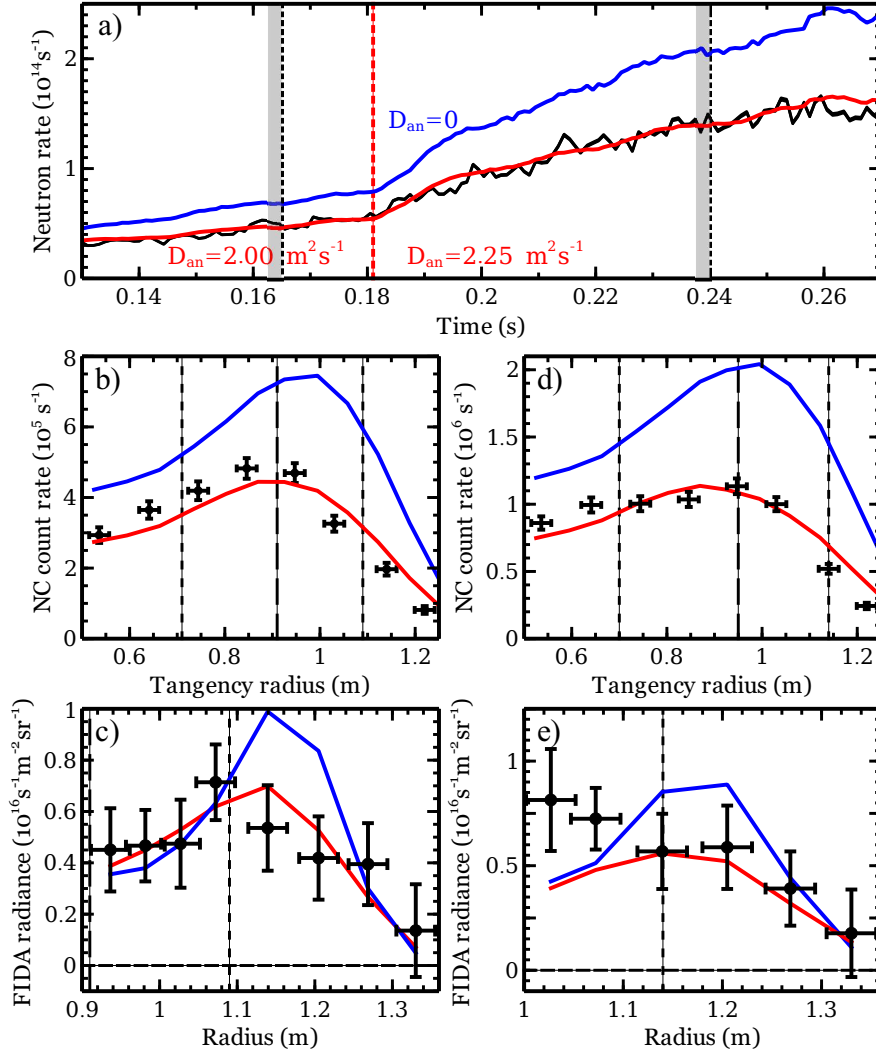 a)
Neutron rate (10¹⁴s⁻¹)
2
1
0
D_an=0
D_an=2.00 m²s⁻¹
D_an=2.25 m²s⁻¹
0.14 0.16 0.18 0.2 0.22 0.24 0.26
Time (s)
b)
NC count rate (10⁵ s⁻¹)
8
6
4
2
0
0.6 0.8 1 1.2
Tangency radius (m)
d)
NC count rate (10⁶ s⁻¹)
2
1.5
1
0.5
0
0.6 0.8 1 1.2
Tangency radius (m)
c)
FIDA radiance (10¹⁶s⁻¹m⁻²sr⁻¹)
1
0.8
0.6
0.4
0.2
0
0.9 1 1.1 1.2 1.3
Radius (m)
e)
FIDA radiance (10¹⁶s⁻¹m⁻²sr⁻¹)
1
0.5
0
1 1.1 1.2 1.3
Radius (m)